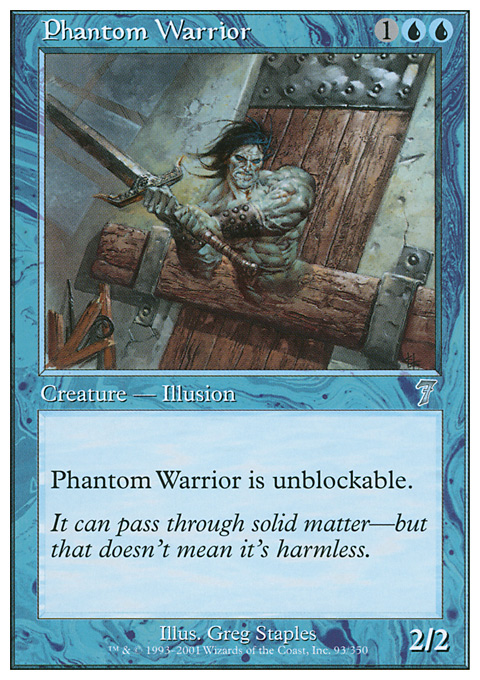 Phantom Warrior 1
Creature — Illusion
Phantom Warrior is unblockable.
It can pass through solid matter—but
that doesn't mean it's harmless.
Illus. Greg Staples
™ & © 1993-2001 Wizards of the Coast, Inc. 93/350
2/2